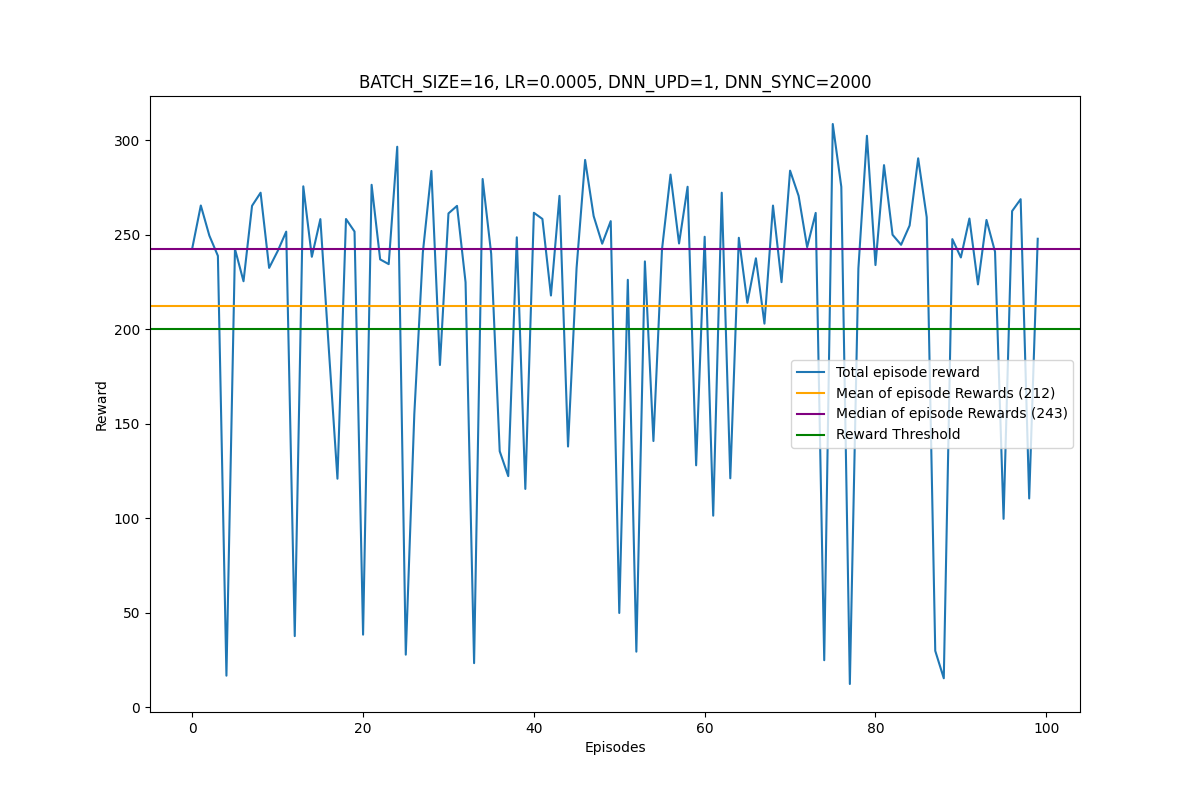 BATCH_SIZE=16, LR=0.0005, DNN_UPD=1, DNN_SYNC=2000
300
250
200
150
100
50
0
Reward
Total episode reward
Mean of episode Rewards (212)
Median of episode Rewards (243)
Reward Threshold
0 20 40 60 80 100
Episodes